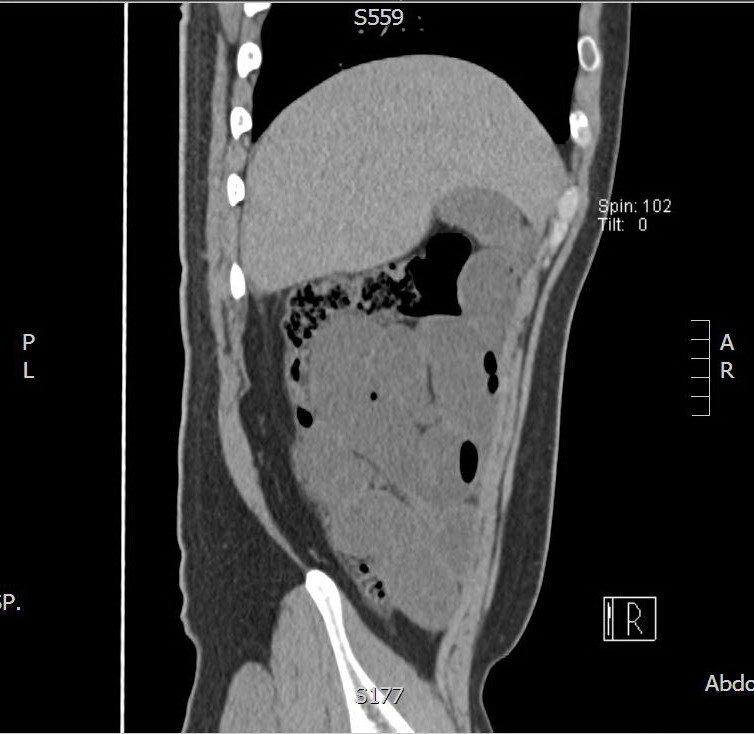 S559
Spin: 102
Tilt: 0
P
L
A
R
SP.
R
Abdo
S177